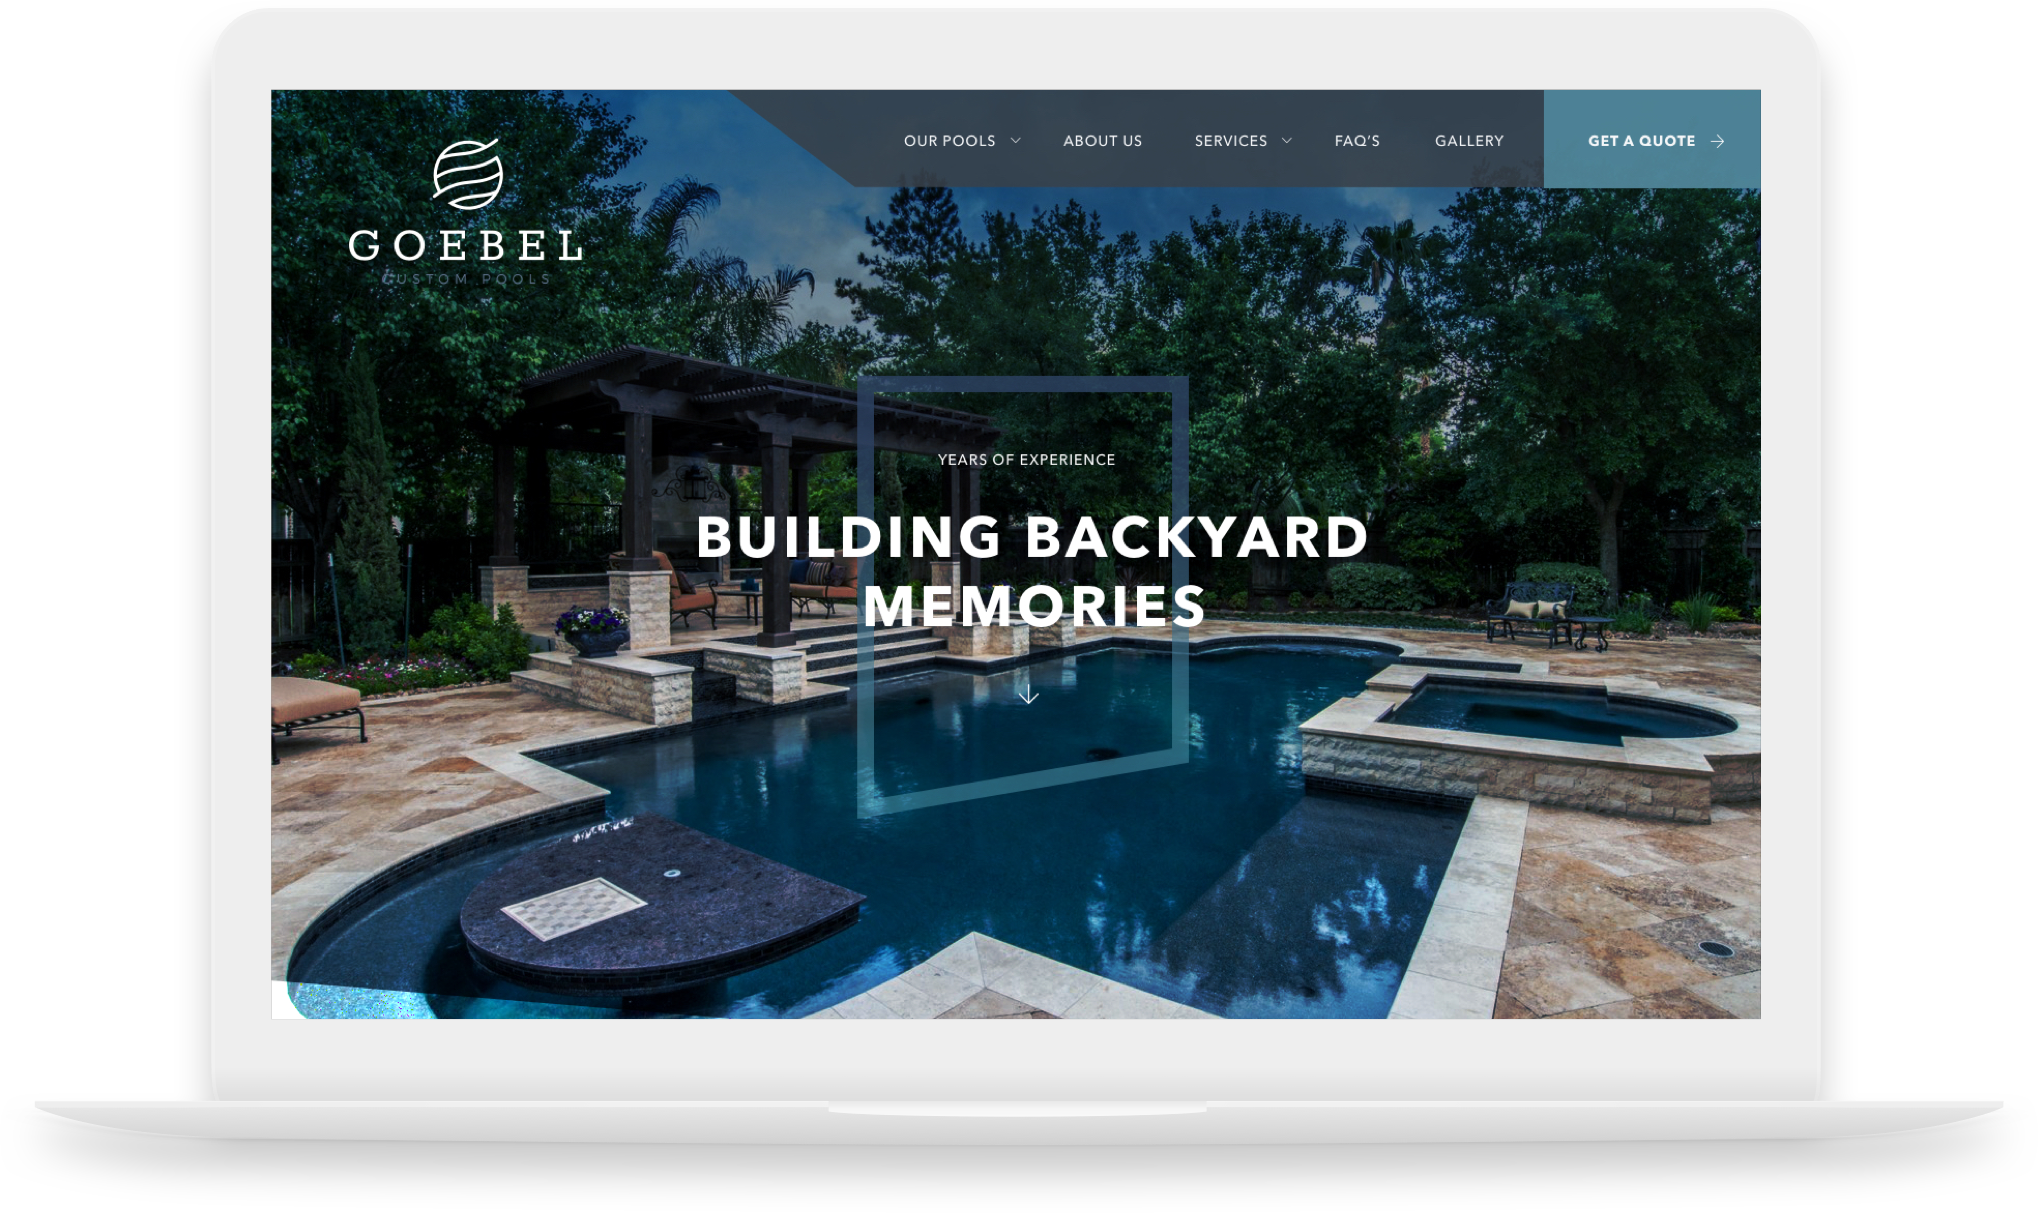 OUR POOLS
ABOUT US
SERVICES
FAQ'S
GALLERY
GET A QUOTE
GOEBEL
CUSTOM POOLS
YEARS OF EXPERIENCE
BUILDING BACKYARD
MEMORIES